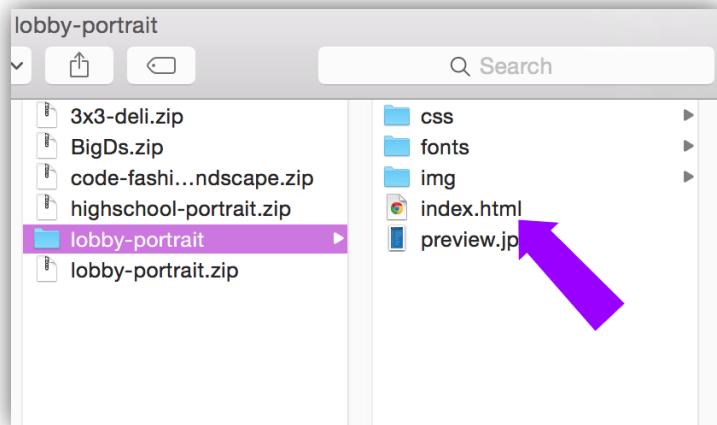 lobby-portrait
Search
3x3-deli.zip
BigDs.zip
code-fashi...ndscape.zip
highschool-portrait.zip
lobby-portrait
lobby-portrait.zip
css
fonts
img
index.html
preview.jp